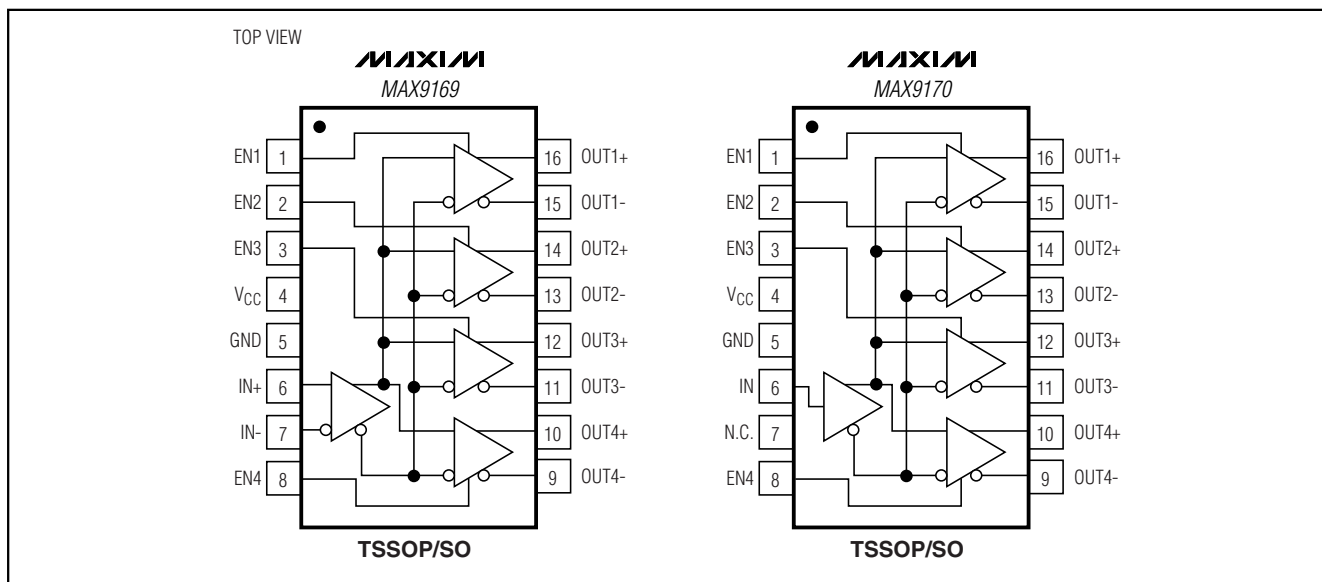 TOP VIEW
MAXIM
MAX9169
EN1 1
EN2 2
EN3 3
VCC 4
GND 5
IN+ 6
IN- 7
EN4 8
16 OUT1+
15 OUT1-
14 OUT2+
13 OUT2-
12 OUT3+
11 OUT3-
10 OUT4+
9 OUT4-
TSSOP/SO
MAXIM
MAX9170
EN1 1
EN2 2
EN3 3
VCC 4
GND 5
IN 6
N.C. 7
EN4 8
16 OUT1+
15 OUT1-
14 OUT2+
13 OUT2-
12 OUT3+
11 OUT3-
10 OUT4+
9 OUT4-
TSSOP/SO